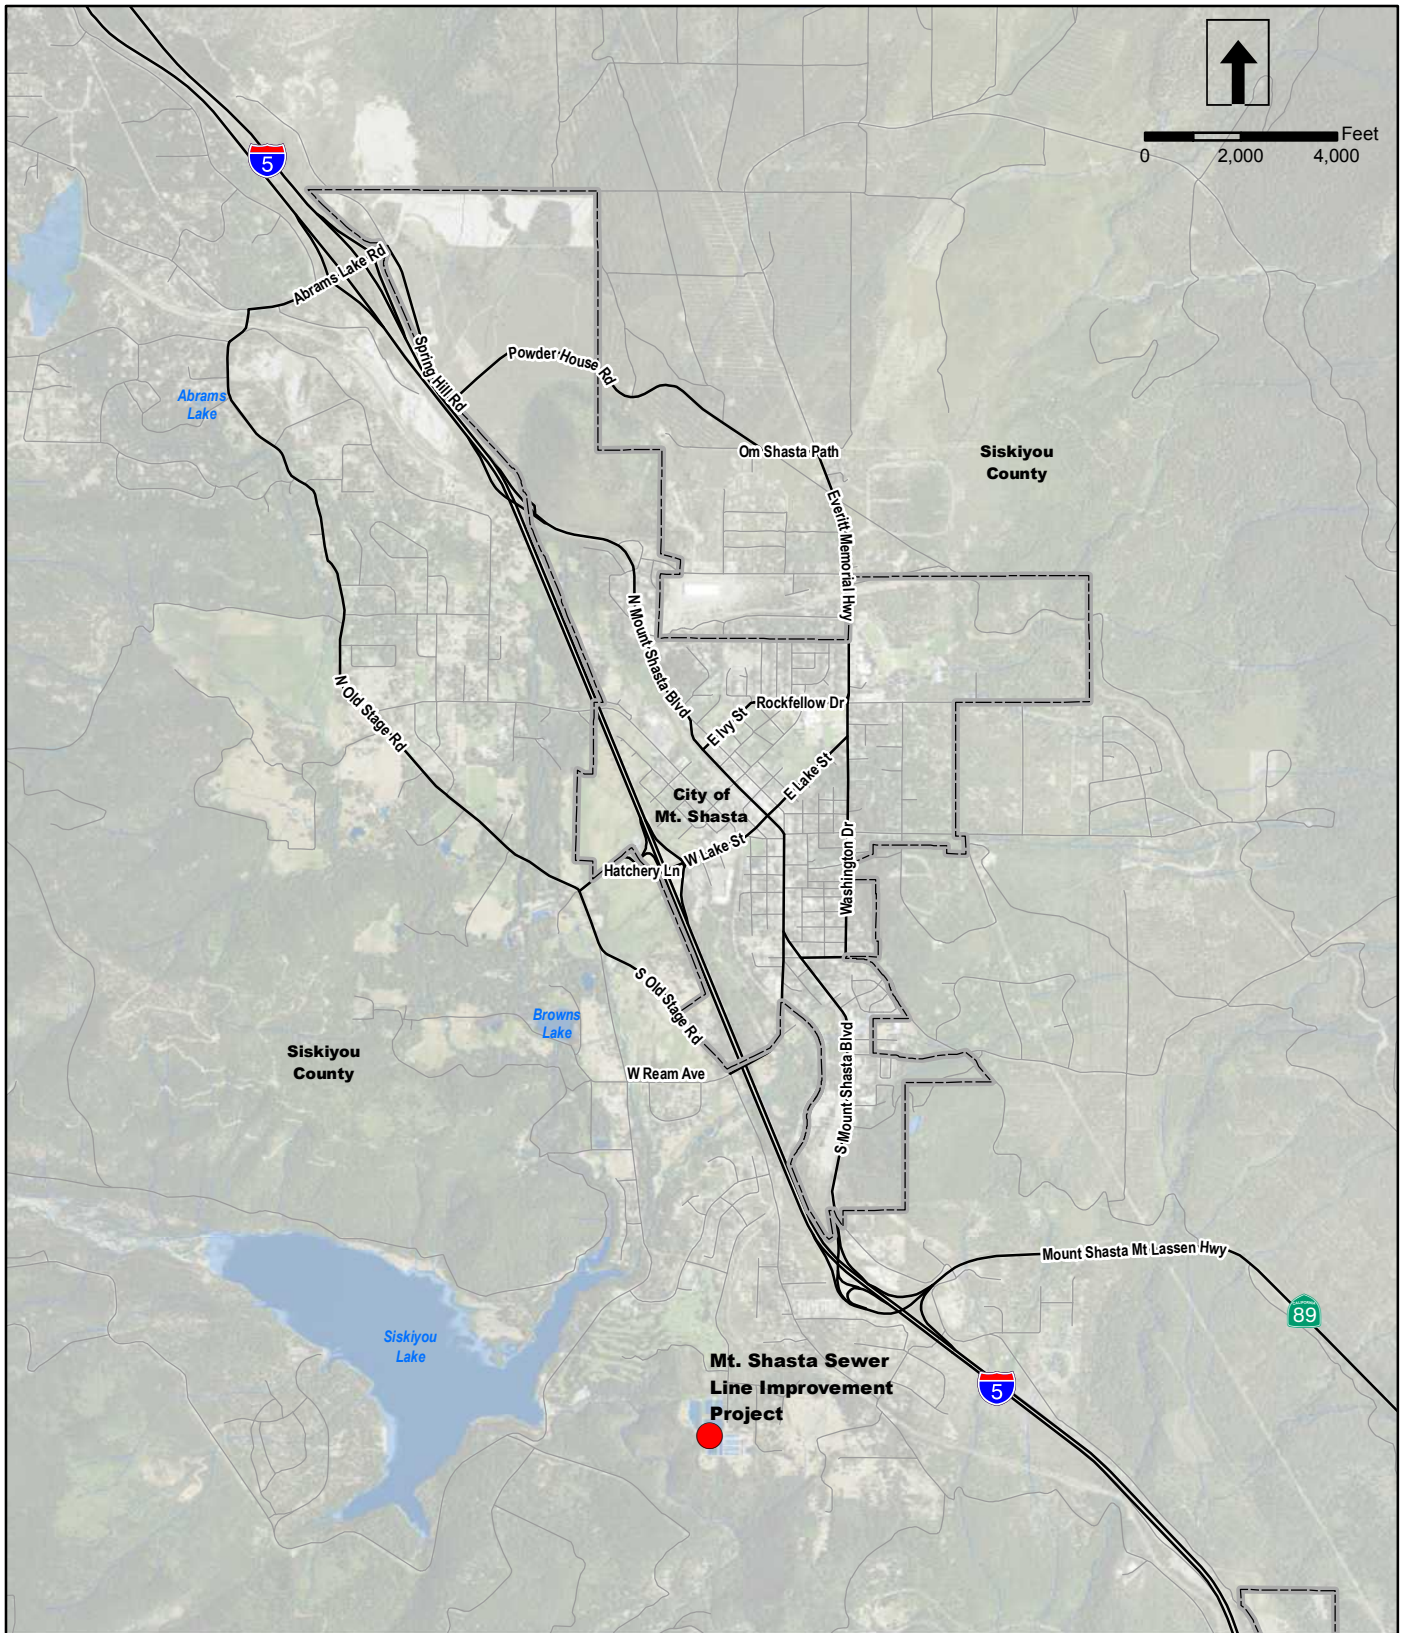 Feet
0 2,000 4,000
5
Abrams Lake Rd
Spring Hill Rd
Powder House Rd
Abrams
Lake
Om Shasta Path
Siskiyou
County
Everitt Memorial Hwy
N Mount Shasta Blvd
N Old Stage Rd
Rockfellow Dr
E Ivy St
E Lake St
City of
Mt. Shasta
W Lake St
Hatchery Ln
Washington Dr
S Old Stage Rd
Browns
Lake
Siskiyou
County
W Ream Ave
S Mount Shasta Blvd
Mount Shasta Mt Lassen Hwy
CALIFORNIA
89
Siskiyou
Lake
Mt. Shasta Sewer
Line Improvement
Project
5